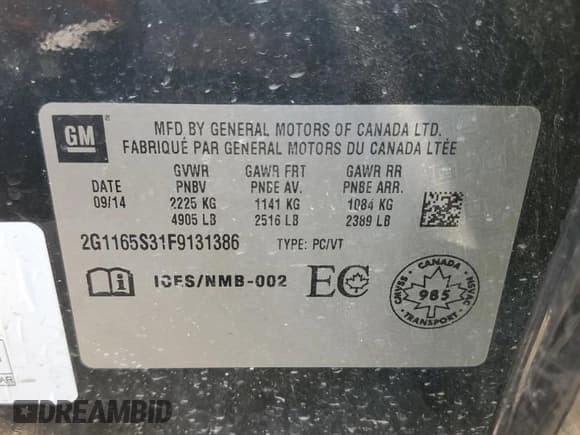 GM ®
MFD BY GENERAL MOTORS OF CANADA LTD.
FABRIQUÉ PAR GENERAL MOTORS DU CANADA LTÉE
GVWR GAWR FRT GAWR RR
DATE PNBV PNBE AV. PNBE ARR.
09/14 2225 KG 1141 KG 1084 KG
4905 LB 2516 LB 2389 LB
2G1165S31F9131386 TYPE: PC/VT
i ICES/NMB-002 EC
CANADA
CMVSS 985 NSVAC
TRANSPORT
DREAMBID